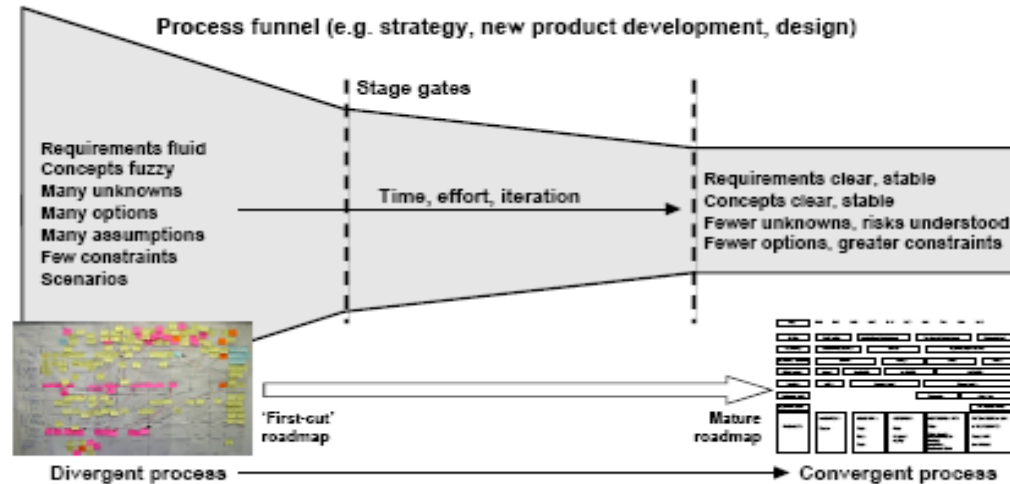 Process funnel (e.g. strategy, new product development, design)
Stage gates
Requirements fluid
Concepts fuzzy
Many unknowns
Many options
Many assumptions
Few constraints
Scenarios
Time, effort, iteration
Requirements clear, stable
Concepts clear, stable
Fewer unknowns, risks understood
Fewer options, greater constraints
'First-cut'
roadmap
Mature
roadmap
Divergent process
Convergent process